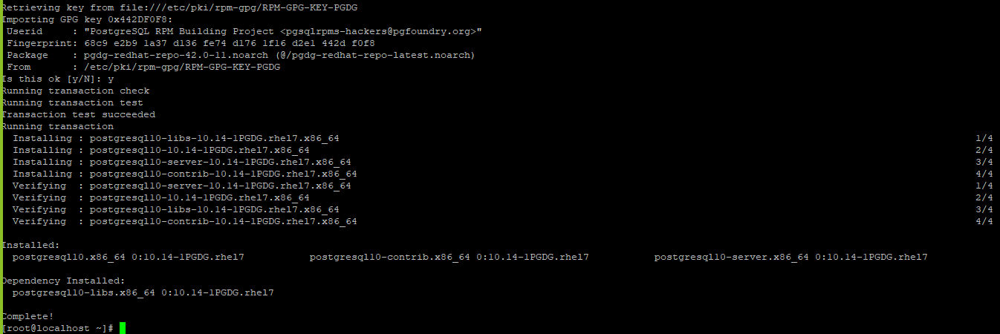 Retrieving key from file:///etc/pki/rpm-gpg/RPM-GPG-KEY-PGDG
Importing GPG key 0x442DF0F8:
 Userid     : "PostgreSQL RPM Building Project <pgsqlrpms-hackers@pgfoundry.org>"
 Fingerprint: 68c9 e2b9 1a37 d136 fe74 d176 1f16 d2e1 442d f0f8
 Package    : pgdg-redhat-repo-42.0-11.noarch (@/pgdg-redhat-repo-latest.noarch)
 From       : /etc/pki/rpm-gpg/RPM-GPG-KEY-PGDG
Is this ok [y/N]: y
Running transaction check
Running transaction test
Transaction test succeeded
Running transaction
  Installing : postgresql10-libs-10.14-1PGDG.rhel7.x86_64 1/4
  Installing : postgresql10-10.14-1PGDG.rhel7.x86_64 2/4
  Installing : postgresql10-server-10.14-1PGDG.rhel7.x86_64 3/4
  Installing : postgresql10-contrib-10.14-1PGDG.rhel7.x86_64 4/4
  Verifying  : postgresql10-server-10.14-1PGDG.rhel7.x86_64 1/4
  Verifying  : postgresql10-10.14-1PGDG.rhel7.x86_64 2/4
  Verifying  : postgresql10-libs-10.14-1PGDG.rhel7.x86_64 3/4
  Verifying  : postgresql10-contrib-10.14-1PGDG.rhel7.x86_64 4/4
Installed:
  postgresql10.x86_64 0:10.14-1PGDG.rhel7 postgresql10-contrib.x86_64 0:10.14-1PGDG.rhel7 postgresql10-server.x86_64 0:10.14-1PGDG.rhel7
Dependency Installed:
  postgresql10-libs.x86_64 0:10.14-1PGDG.rhel7
Complete!
[root@localhost ~]#